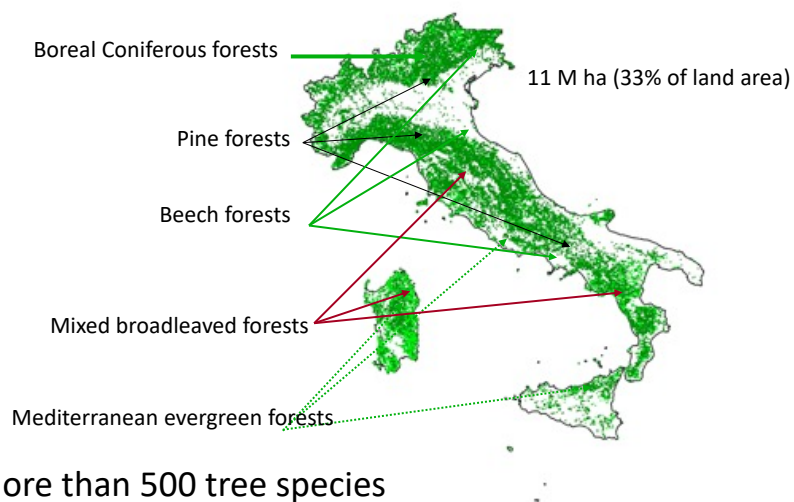 Boreal Coniferous forests
11 M ha (33% of land area)
Pine forests
Beech forests
Mixed broadleaved forests
Mediterranean evergreen forests
ore than 500 tree species